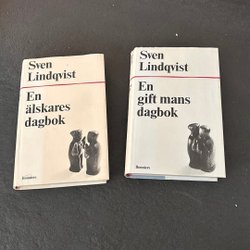 Sven
Lindqvist
En
älskares
dagbok
Bonniers
Sven
Lindqvist
En
gift mans
dagbok
Bonniers